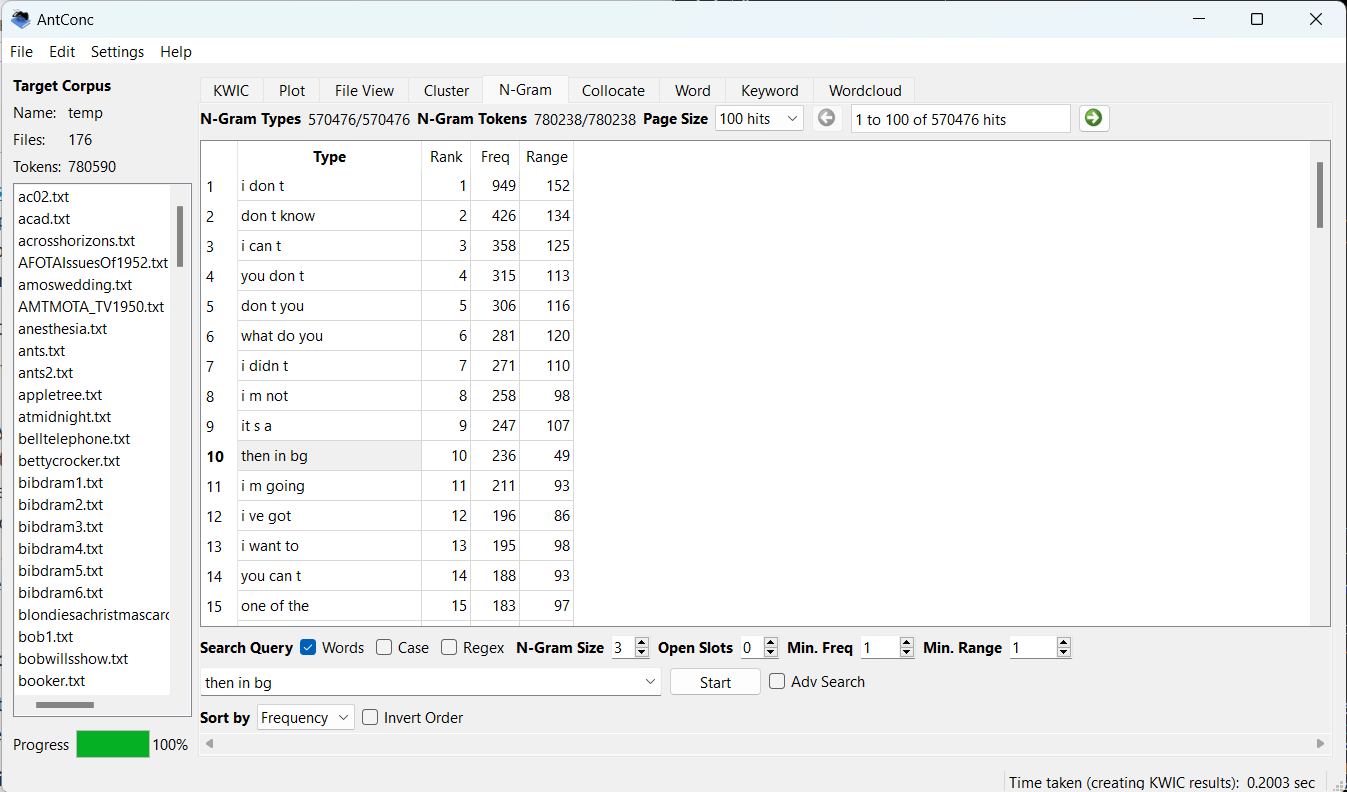 AntConc
File Edit Settings Help
Target Corpus
Name: temp
Files: 176
Tokens: 780590
ac02.txt
acad.txt
acrosshorizons.txt
AFOTAIssuesOf1952.txt
amoswedding.txt
AMTMOTA_TV1950.txt
anesthesia.txt
ants.txt
ants2.txt
appletree.txt
atmidnight.txt
belltelephone.txt
bettycrocker.txt
bibdram1.txt
bibdram2.txt
bibdram3.txt
bibdram4.txt
bibdram5.txt
bibdram6.txt
blondiesachristmascaro
bob1.txt
bobwillsshow.txt
booker.txt
Progress 100%
KWIC Plot File View Cluster N-Gram Collocate Word Keyword Wordcloud
N-Gram Types 570476/570476 N-Gram Tokens 780238/780238 Page Size 100 hits 1 to 100 of 570476 hits
Type Rank Freq Range
1 i don t 1 949 152
2 don t know 2 426 134
3 i can t 3 358 125
4 you don t 4 315 113
5 don t you 5 306 116
6 what do you 6 281 120
7 i didn t 7 271 110
8 i m not 8 258 98
9 it s a 9 247 107
10 then in bg 10 236 49
11 i m going 11 211 93
12 i ve got 12 196 86
13 i want to 13 195 98
14 you can t 14 188 93
15 one of the 15 183 97
Search Query Words Case Regex N-Gram Size 3 Open Slots 0 Min. Freq 1 Min. Range 1
then in bg Start Adv Search
Sort by Frequency Invert Order
Time taken (creating KWIC results): 0.2003 sec